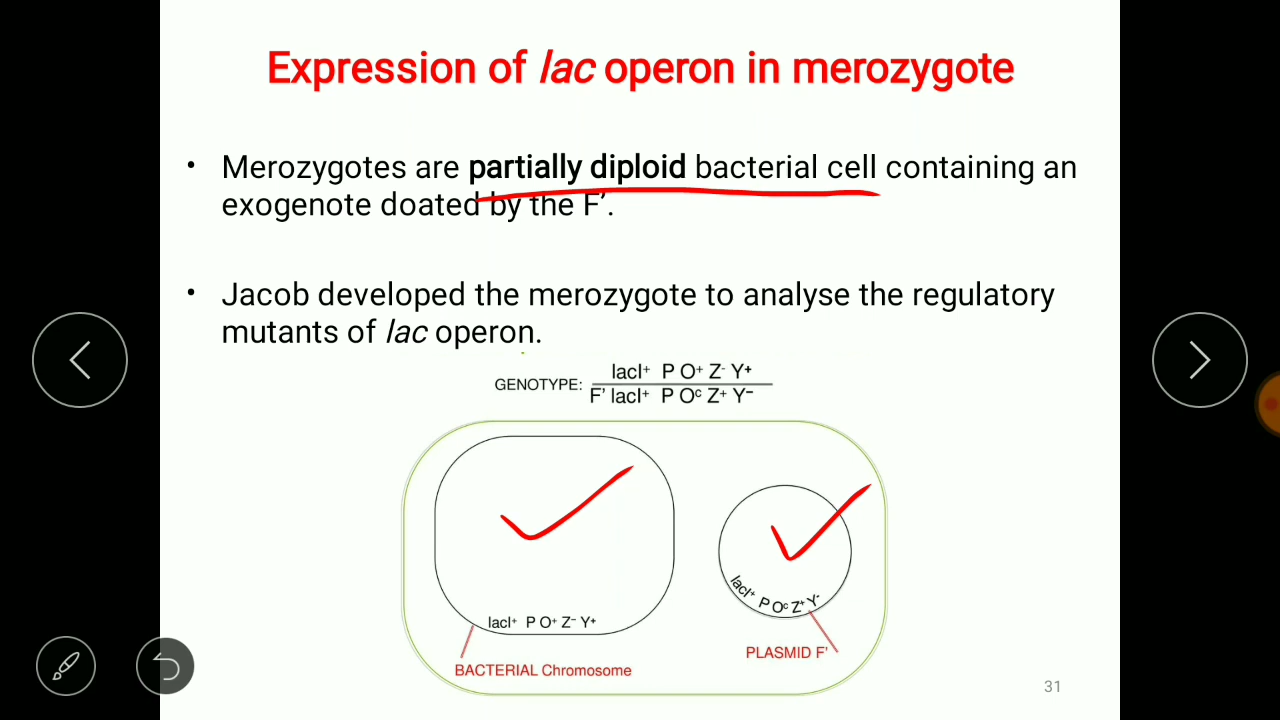 Expression of lac operon in merozygote
• Merozygotes are partially diploid bacterial cell containing an
exogenote doated by the F’.
• Jacob developed the merozygote to analyse the regulatory
mutants of lac operon.
GENOTYPE: lacI⁺ P O⁺ Z⁻ Y⁺
F’ lacI⁺ P Oᶜ Z⁺ Y⁻
lacI⁺ P O⁺ Z⁻ Y⁺
BACTERIAL Chromosome
lacI⁺ P Oᶜ Z⁺ Y⁻
PLASMID F’
31